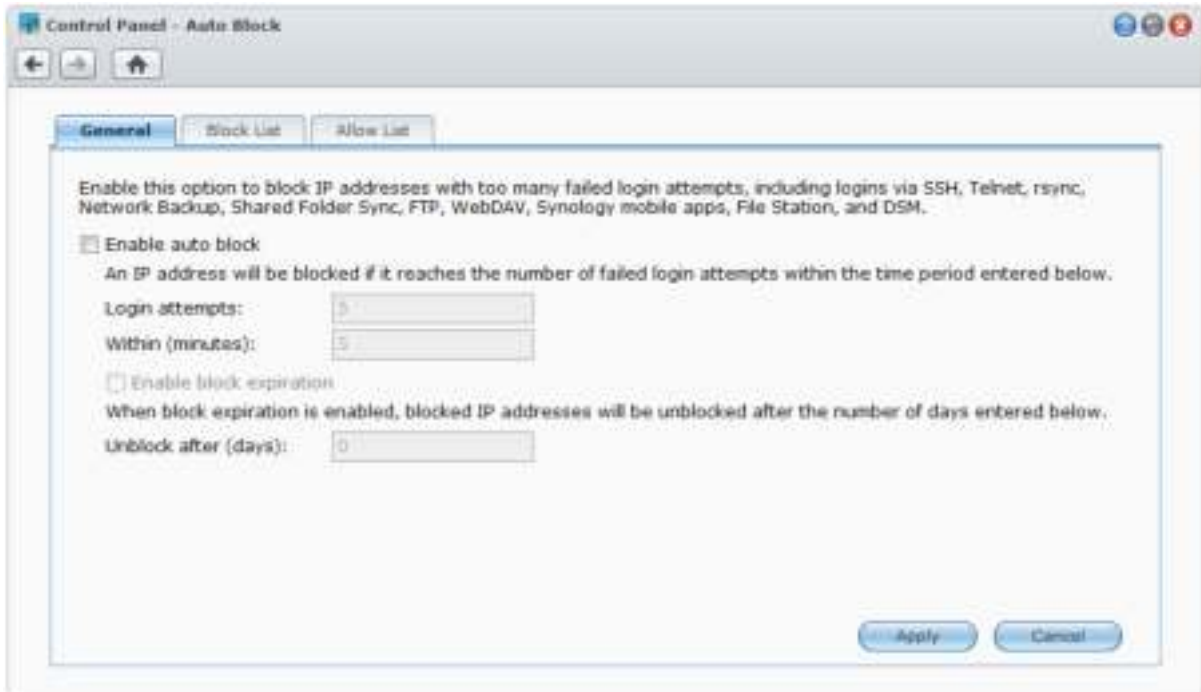 Control Panel - Auto Block
General
Block List
Allow List
Enable this option to block IP addresses with too many failed login attempts, including logins via SSH, Telnet, rsync,
Network Backup, Shared Folder Sync, FTP, WebDAV, Synology mobile apps, File Station, and DSM.
Enable auto block
An IP address will be blocked if it reaches the number of failed login attempts within the time period entered below.
Login attempts:
5
Within (minutes):
5
Enable block expiration
When block expiration is enabled, blocked IP addresses will be unblocked after the number of days entered below.
Unblock after (days):
0
Apply
Cancel